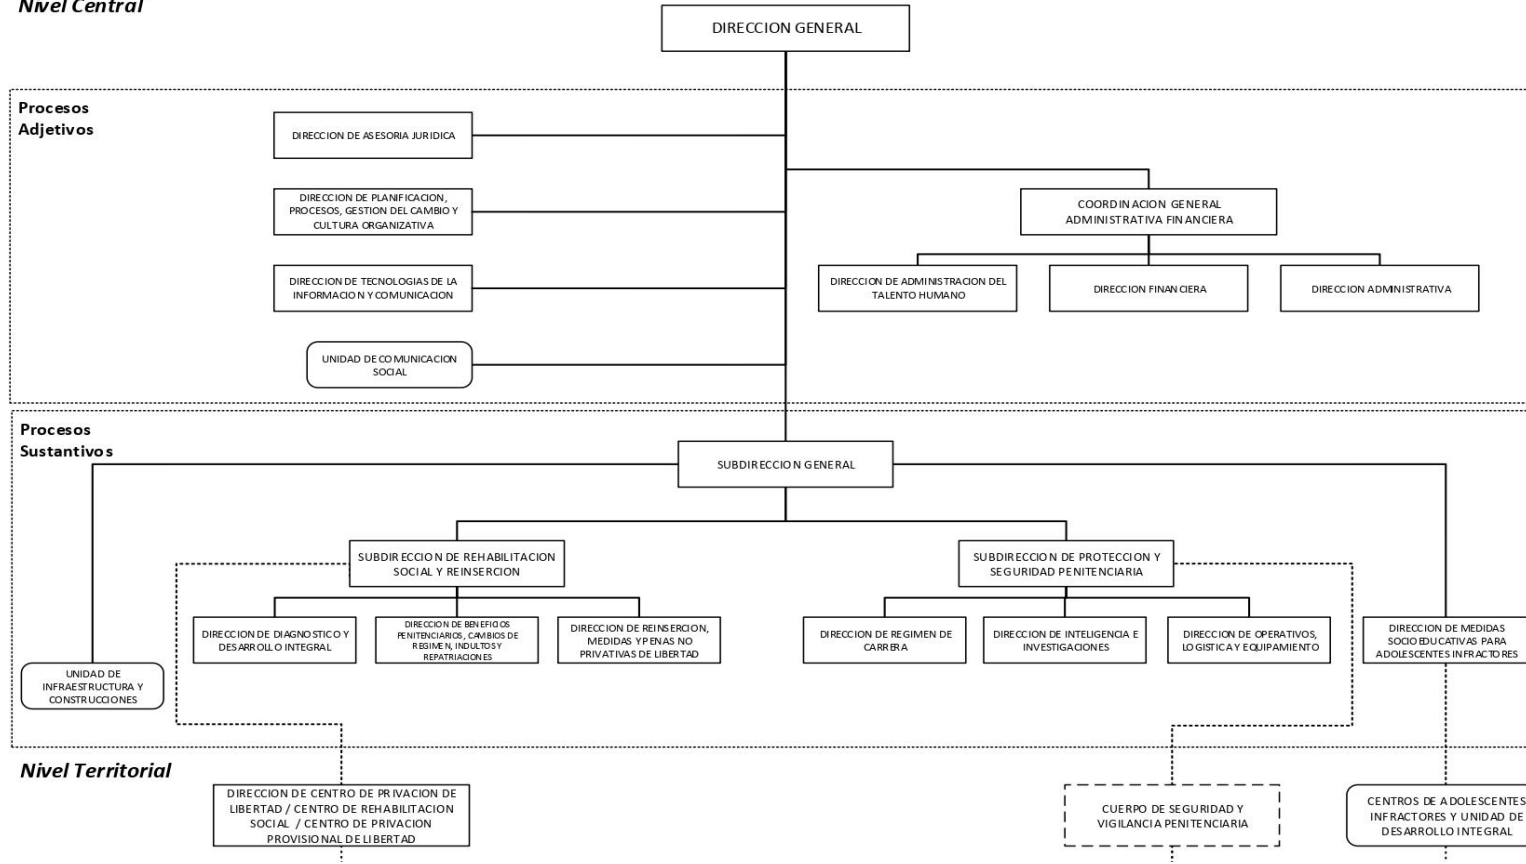 Nivel Central
DIRECCION GENERAL
Procesos
Adjetivos
DIRECCION DE ASESORIA JURIDICA
DIRECCION DE PLANIFICACION,
PROCESOS, GESTION DEL CAMBIO Y
CULTURA ORGANIZATIVA
COORDINACION GENERAL
ADMINISTRATIVA FINANCIERA
DIRECCION DE TECNOLOGIAS DE LA
INFORMACION Y COMUNICACION
DIRECCION DE ADMINISTRACION DEL
TALENTO HUMANO
DIRECCION FINANCIERA
DIRECCION ADMINISTRATIVA
UNIDAD DE COMUNICACION
SOCIAL
Procesos
Sustantivos
SUBDIRECCION GENERAL
SUBDIRECCION DE REHABILITACION
SOCIAL Y REINSERCION
SUBDIRECCION DE PROTECCION Y
SEGURIDAD PENITENCIARIA
DIRECCION DE DIAGNOSTICO Y
DESARROLLO INTEGRAL
DIRECCION DE BENEFICIOS
PENITENCIARIOS, CAMBIOS DE
REGIMEN, INDULTOS Y
REPATRIACIONES
DIRECCION DE REINSERCION,
MEDIDAS Y PENAS NO
PRIVATIVAS DE LIBERTAD
DIRECCION DE REGIMEN DE
CARRERA
DIRECCION DE INTELIGENCIA E
INVESTIGACIONES
DIRECCION DE OPERATIVOS,
LOGISTICA Y EQUIPAMIENTO
DIRECCION DE MEDIDAS
SOCIOEDUCATIVAS PARA
ADOLESCENTES INFRACTORES
UNIDAD DE
INFRAESTRUCTURA Y
CONSTRUCCIONES
Nivel Territorial
DIRECCION DE CENTRO DE PRIVACION DE
LIBERTAD / CENTRO DE REHABILITACION
SOCIAL / CENTRO DE PRIVACION
PROVISIONAL DE LIBERTAD
CUERPO DE SEGURIDAD Y
VIGILANCIA PENITENCIARIA
CENTROS DE ADOLESCENTES
INFRACTORES Y UNIDAD DE
DESARROLLO INTEGRAL